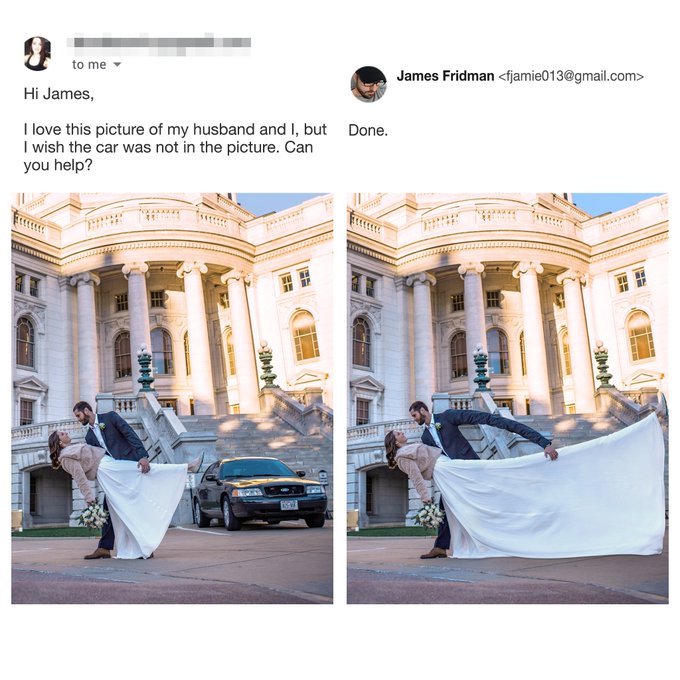 to me
Hi James,
I love this picture of my husband and I, but
I wish the car was not in the picture. Can
you help?
James Fridman <fjamie013@gmail.com>
Done.